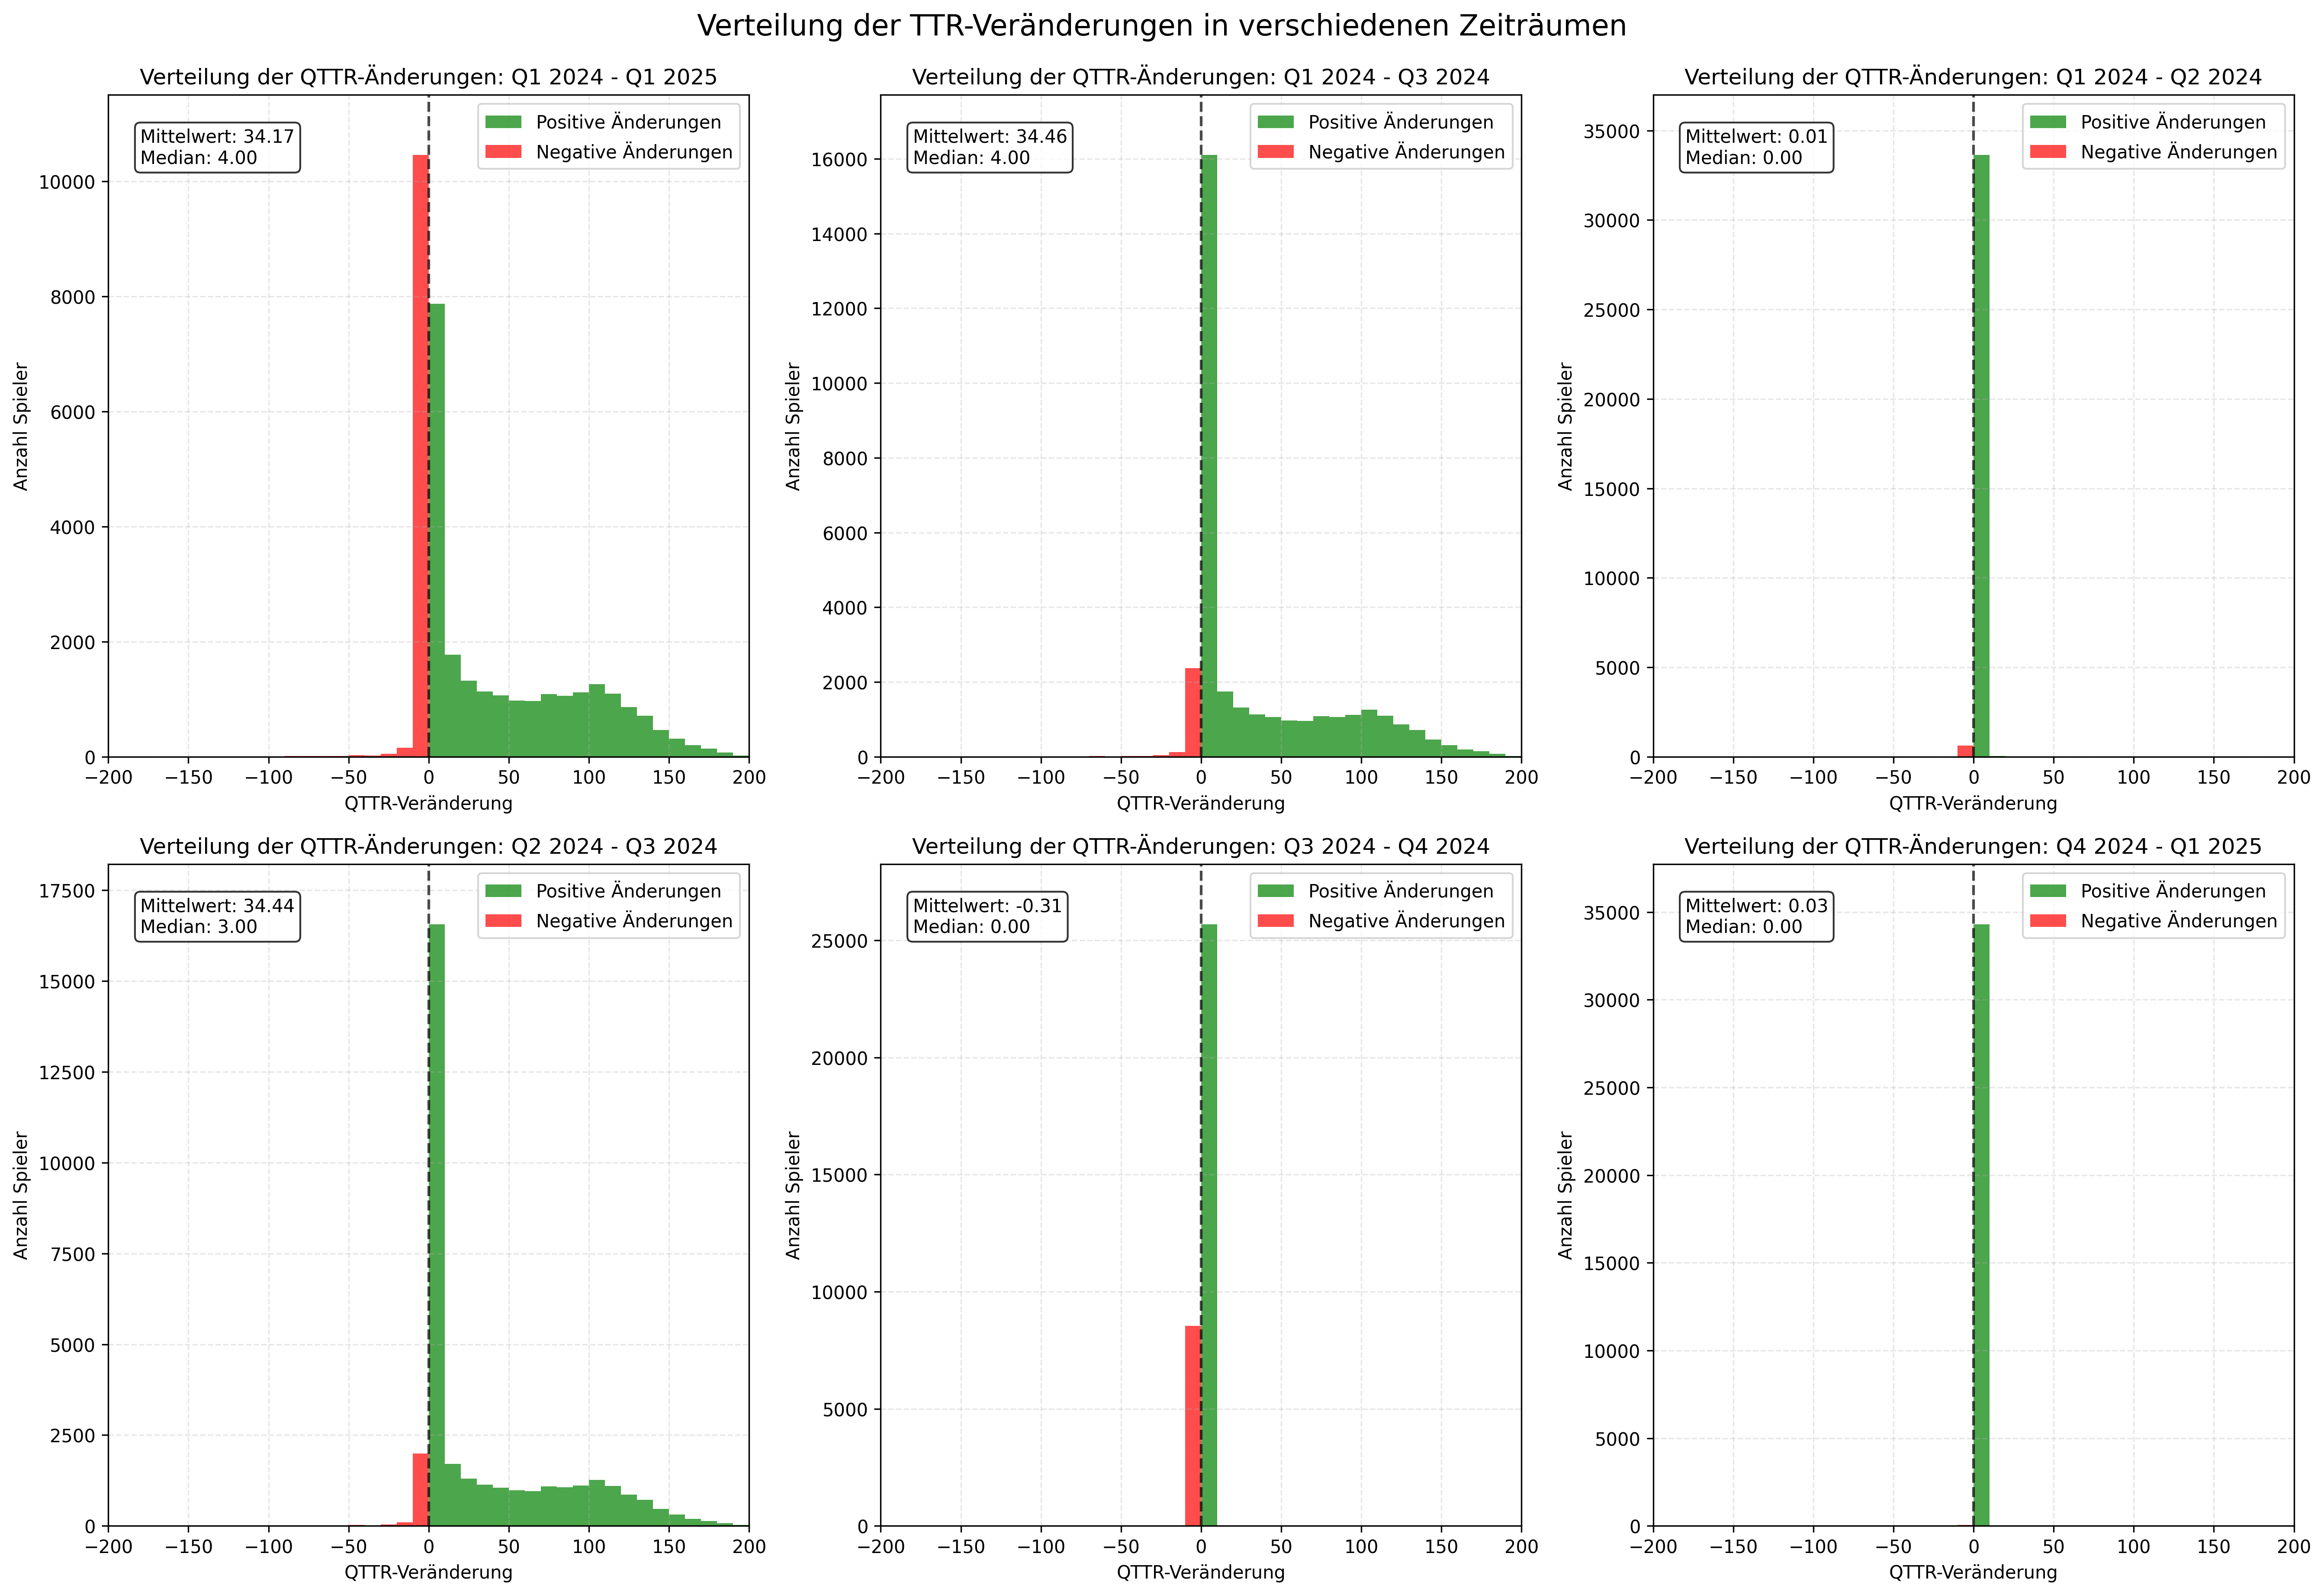 Verteilung der TTR-Veränderungen in verschiedenen Zeiträumen
Verteilung der QTTR-Änderungen: Q1 2024 - Q1 2025
Mittelwert: 34.17
Median: 4.00
Positive Änderungen
Negative Änderungen
Anzahl Spieler
10000
8000
6000
4000
2000
0
−200 −150 −100 −50 0 50 100 150 200
QTTR-Veränderung
Verteilung der QTTR-Änderungen: Q1 2024 - Q3 2024
Mittelwert: 34.46
Median: 4.00
Positive Änderungen
Negative Änderungen
Anzahl Spieler
16000
14000
12000
10000
8000
6000
4000
2000
0
−200 −150 −100 −50 0 50 100 150 200
QTTR-Veränderung
Verteilung der QTTR-Änderungen: Q1 2024 - Q2 2024
Mittelwert: 0.01
Median: 0.00
Positive Änderungen
Negative Änderungen
Anzahl Spieler
35000
30000
25000
20000
15000
10000
5000
0
−200 −150 −100 −50 0 50 100 150 200
QTTR-Veränderung
Verteilung der QTTR-Änderungen: Q2 2024 - Q3 2024
Mittelwert: 34.44
Median: 3.00
Positive Änderungen
Negative Änderungen
Anzahl Spieler
17500
15000
12500
10000
7500
5000
2500
0
−200 −150 −100 −50 0 50 100 150 200
QTTR-Veränderung
Verteilung der QTTR-Änderungen: Q3 2024 - Q4 2024
Mittelwert: -0.31
Median: 0.00
Positive Änderungen
Negative Änderungen
Anzahl Spieler
25000
20000
15000
10000
5000
0
−200 −150 −100 −50 0 50 100 150 200
QTTR-Veränderung
Verteilung der QTTR-Änderungen: Q4 2024 - Q1 2025
Mittelwert: 0.03
Median: 0.00
Positive Änderungen
Negative Änderungen
Anzahl Spieler
35000
30000
25000
20000
15000
10000
5000
0
−200 −150 −100 −50 0 50 100 150 200
QTTR-Veränderung